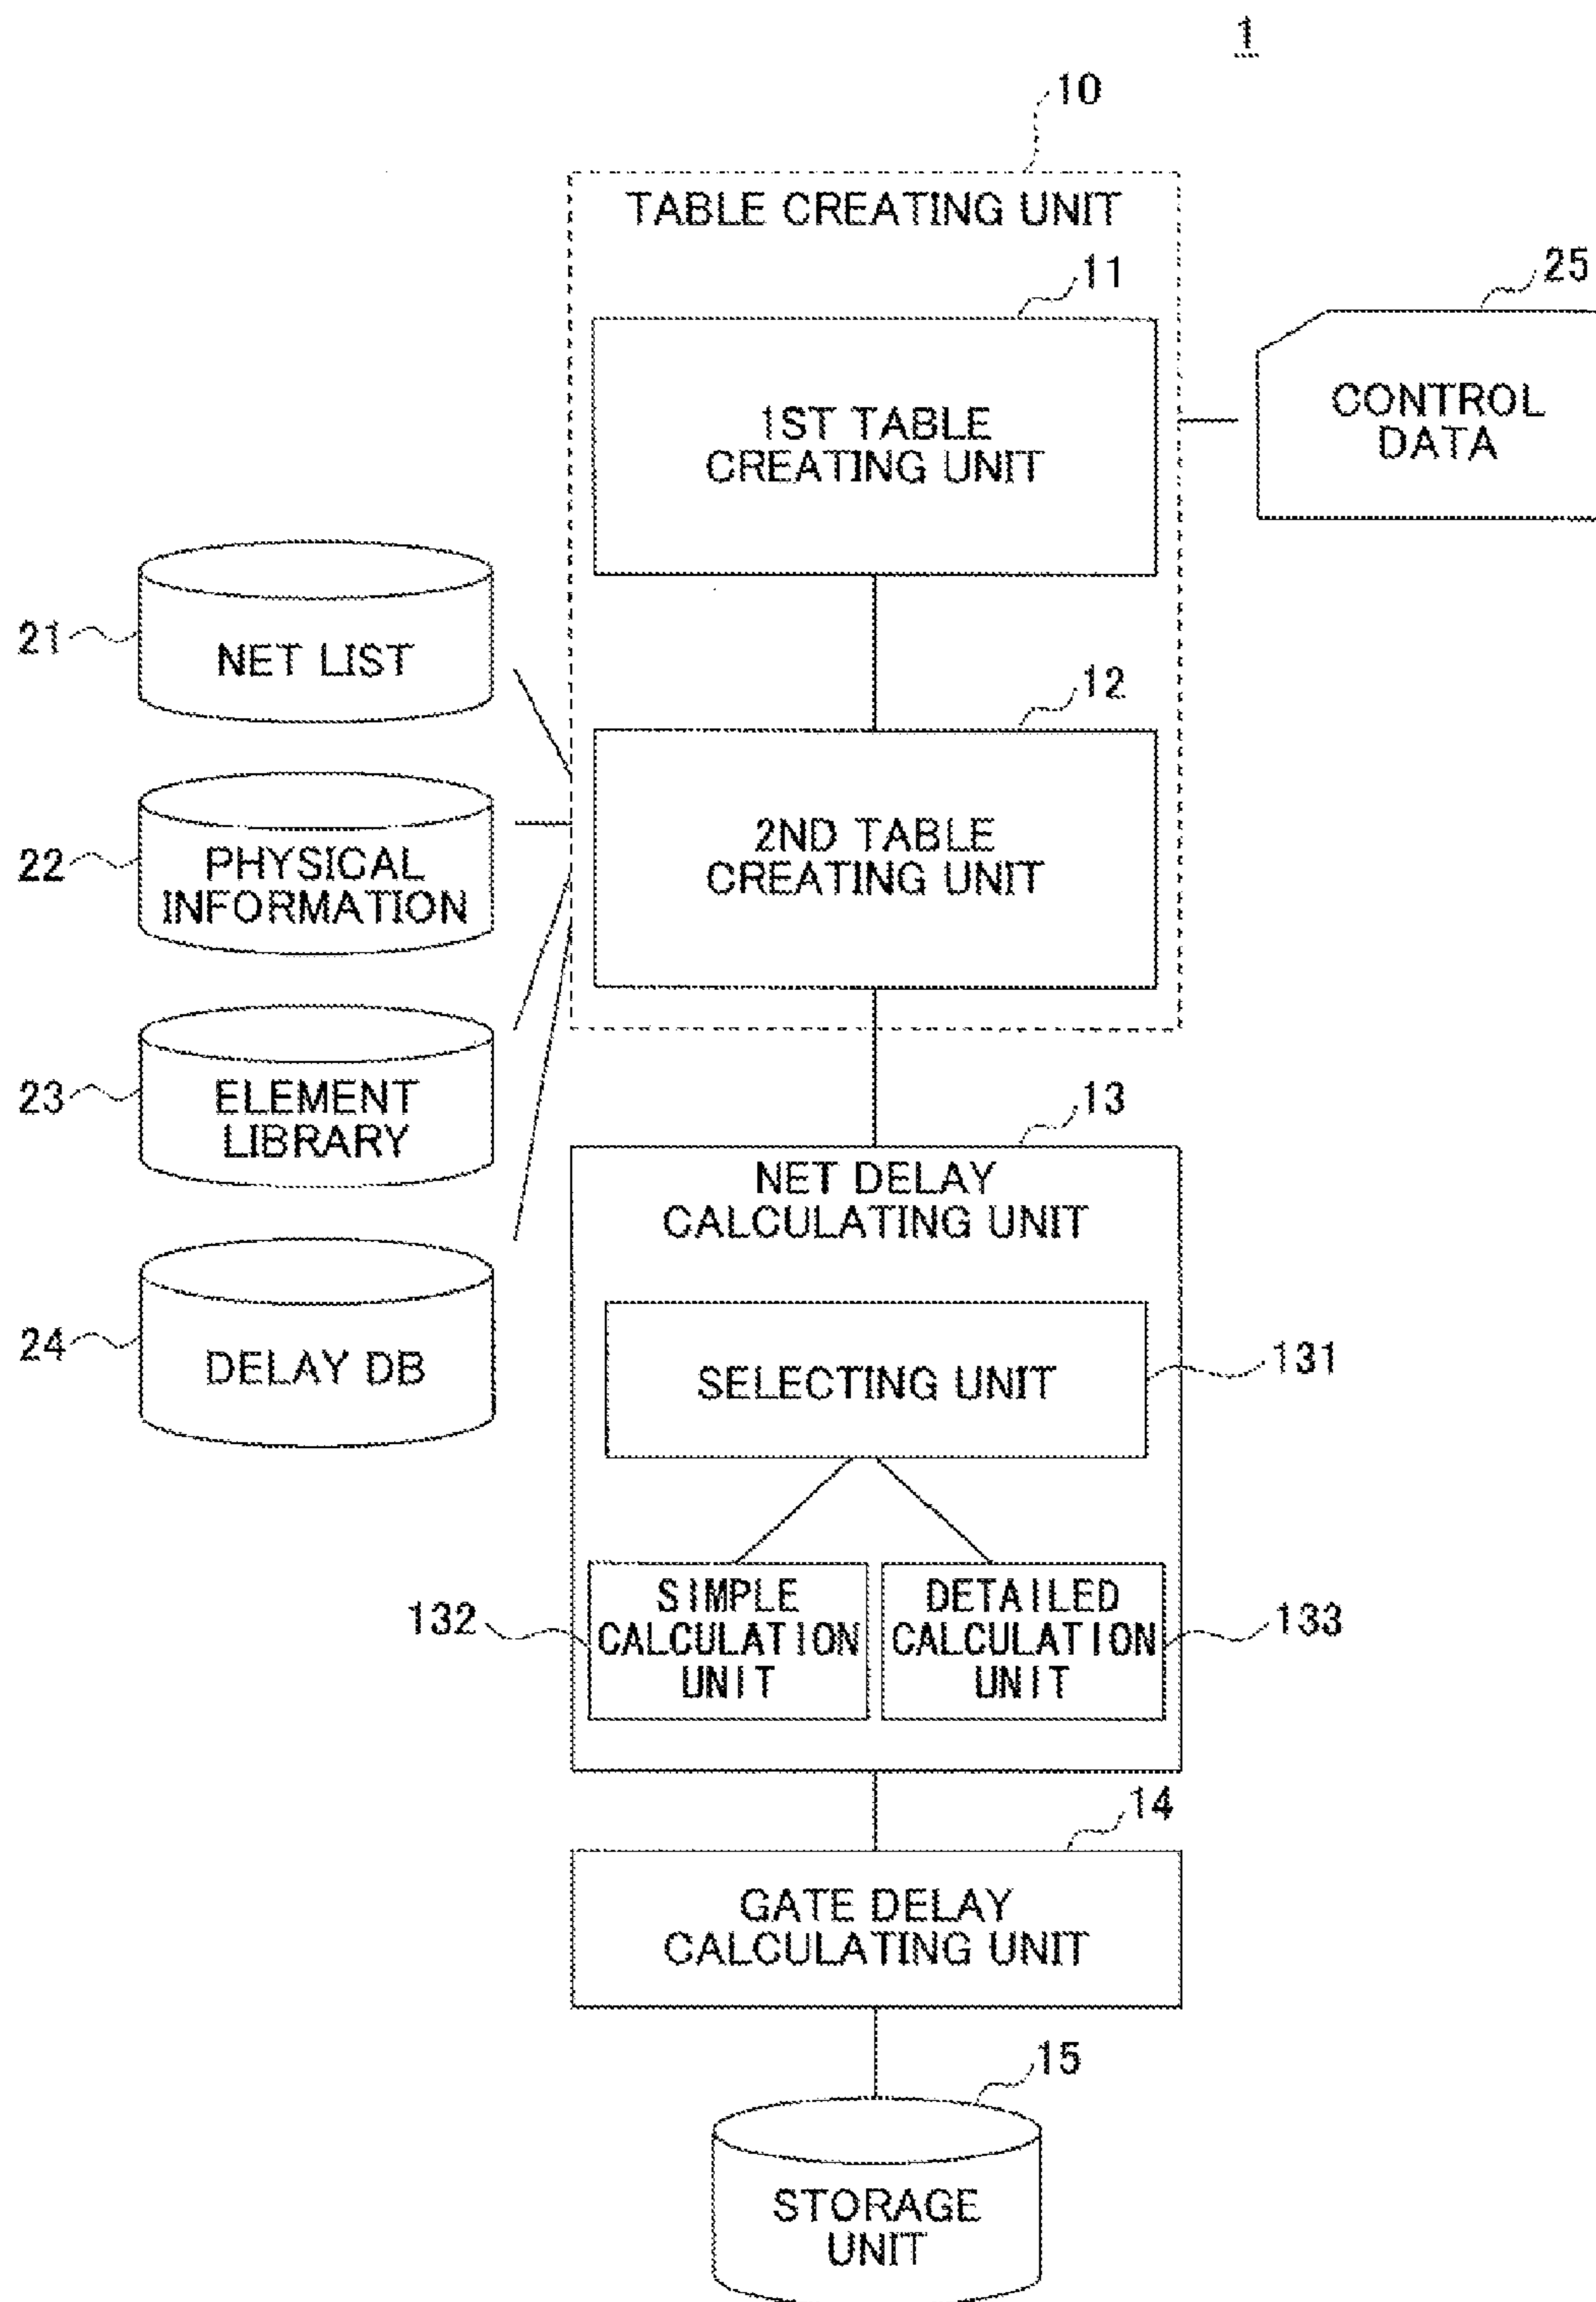 1
10
TABLE CREATING UNIT
11
25
1ST TABLE
CREATING UNIT
CONTROL
DATA
21
NET LIST
12
22
PHYSICAL
INFORMATION
2ND TABLE
CREATING UNIT
23
ELEMENT
LIBRARY
13
NET DELAY
CALCULATING UNIT
24
DELAY DB
SELECTING UNIT
131
132
SIMPLE
CALCULATION
UNIT
DETAILED
CALCULATION
UNIT
133
14
GATE DELAY
CALCULATING UNIT
15
STORAGE
UNIT